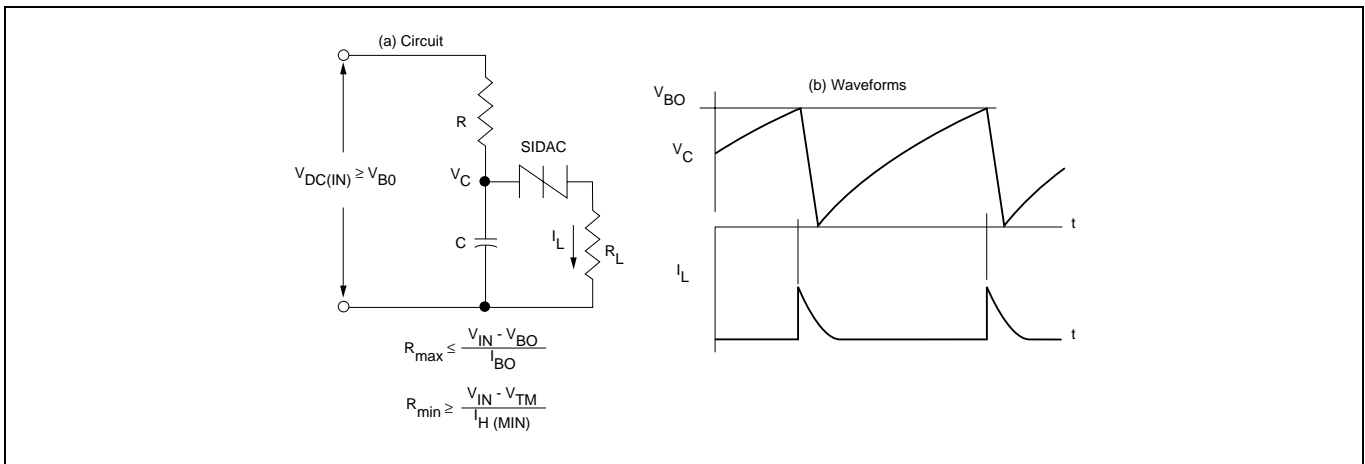 (a) Circuit
R
SIDAC
V_DC(IN) ≥ V_B0
V_C
C
I_L
R_L
R_max ≤ (V_IN - V_BO) / I_BO
R_min ≥ (V_IN - V_TM) / I_H (MIN)
(b) Waveforms
V_BO
V_C
t
I_L
t